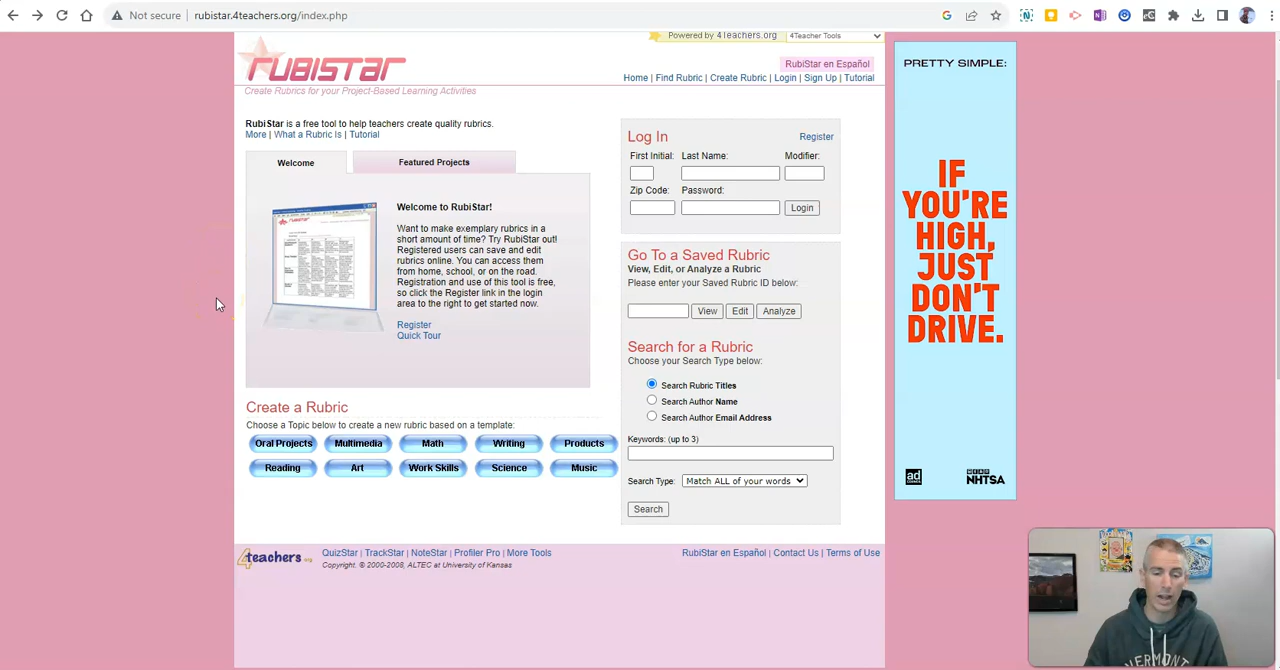 Not secure rubistar.4teachers.org/index.php
Powered by 4Teachers.org 4Teacher Tools
RUBISTAR
RubiStar en Español
Home | Find Rubric | Create Rubric | Login | Sign Up | Tutorial
Create Rubrics for your Project-Based Learning Activities
RubiStar is a free tool to help teachers create quality rubrics.
More | What a Rubric Is | Tutorial
Welcome
Featured Projects
Welcome to RubiStar!
Want to make exemplary rubrics in a
short amount of time? Try RubiStar out!
Registered users can save and edit
rubrics online. You can access them
from home, school, or on the road.
Registration and use of this tool is free,
so click the Register link in the login
area to the right to get started now.
Register
Quick Tour
Create a Rubric
Choose a Topic below to create a new rubric based on a template:
Oral Projects Multimedia Math Writing Products
Reading Art Work Skills Science Music
Log In Register
First Initial: Last Name: Modifier:
Zip Code: Password:
Login
Go To a Saved Rubric
View, Edit, or Analyze a Rubric
Please enter your Saved Rubric ID below:
View Edit Analyze
Search for a Rubric
Choose your Search Type below:
Search Rubric Titles
Search Author Name
Search Author Email Address
Keywords: (up to 3)
Search Type: Match ALL of your words
Search
4teachers.org
QuizStar | TrackStar | NoteStar | Profiler Pro | More Tools
Copyright. © 2000-2008, ALTEC at University of Kansas
RubiStar en Español | Contact Us | Terms of Use
PRETTY SIMPLE:
IF
YOU'RE
HIGH,
JUST
DON'T
DRIVE.
ad
NHTSA
VERMONT